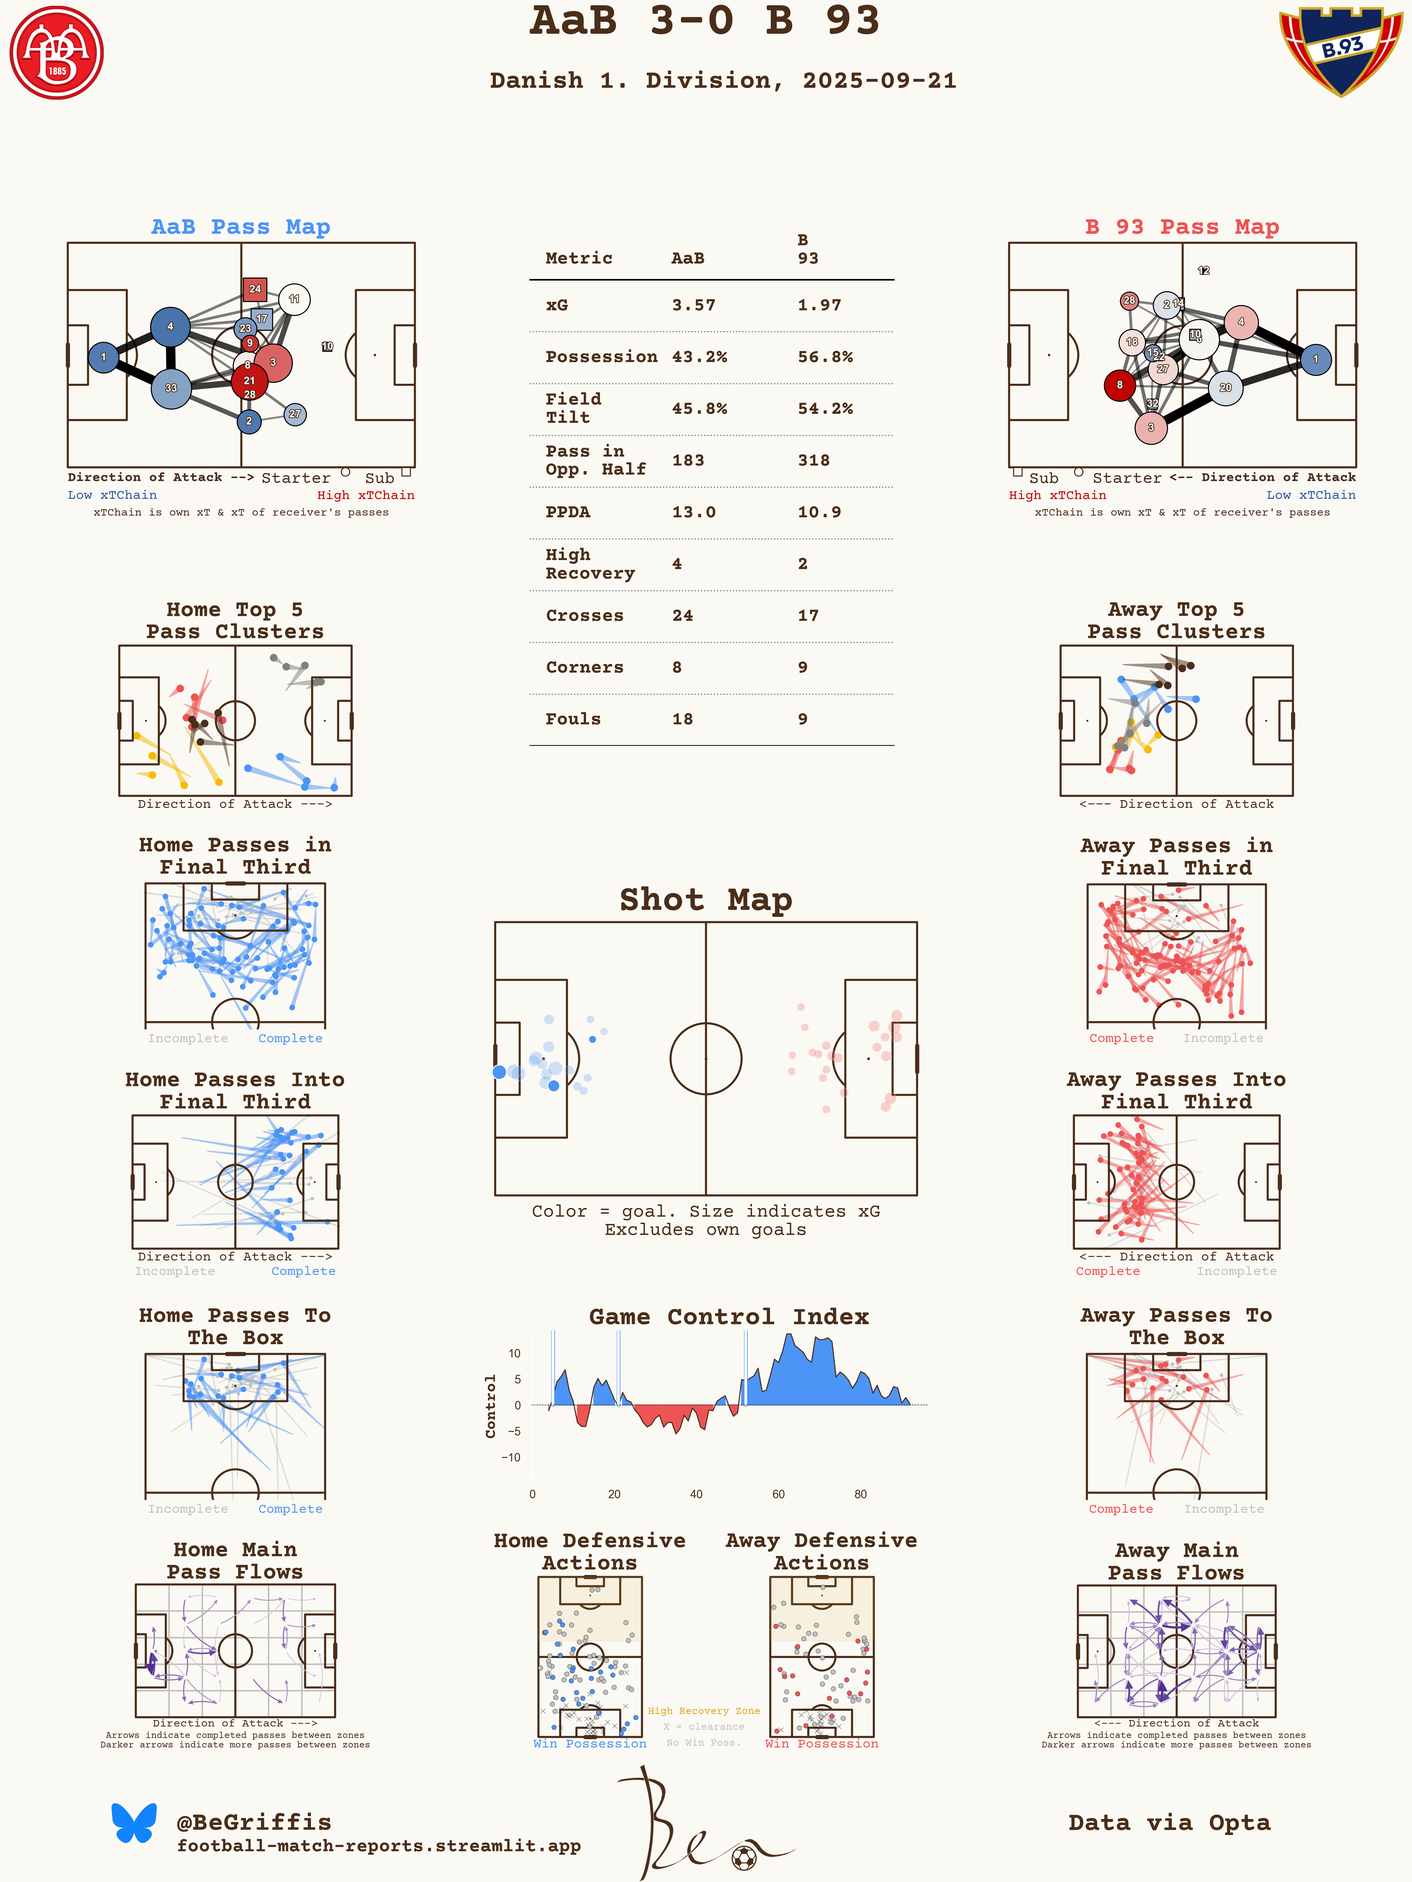 AaB 3-0 B 93
Danish 1. Division, 2025-09-21
1885
B.93
AaB Pass Map
24
11
17
23
4
9
10
1
3
8
33
21
28
27
2
Direction of Attack --> Starter Sub
Low xTChain High xTChain
xTChain is own xT & xT of receiver's passes
B
Metric AaB 93
xG 3.57 1.97
Possession 43.2% 56.8%
Field
Tilt 45.8% 54.2%
Pass in
Opp. Half 183 318
PPDA 13.0 10.9
High
Recovery 4 2
Crosses 24 17
Corners 8 9
Fouls 18 9
B 93 Pass Map
12
28
2
14
4
10
18
15
22
1
27
8
20
32
3
Sub Starter <-- Direction of Attack
High xTChain Low xTChain
xTChain is own xT & xT of receiver's passes
Home Top 5
Pass Clusters
Direction of Attack --->
Away Top 5
Pass Clusters
<--- Direction of Attack
Home Passes in
Final Third
Incomplete Complete
Away Passes in
Final Third
Complete Incomplete
Shot Map
Color = goal. Size indicates xG
Excludes own goals
Home Passes Into
Final Third
Direction of Attack --->
Incomplete Complete
Away Passes Into
Final Third
<--- Direction of Attack
Complete Incomplete
Home Passes To
The Box
Incomplete Complete
Game Control Index
Control
10
5
0
−5
−10
0 20 40 60 80
Away Passes To
The Box
Complete Incomplete
Home Main
Pass Flows
Direction of Attack --->
Arrows indicate completed passes between zones
Darker arrows indicate more passes between zones
Home Defensive
Actions
Win Possession
Away Defensive
Actions
Win Possession
High Recovery Zone
X = clearance
No Win Poss.
Away Main
Pass Flows
<--- Direction of Attack
Arrows indicate completed passes between zones
Darker arrows indicate more passes between zones
@BeGriffis
football-match-reports.streamlit.app
Ben
Data via Opta